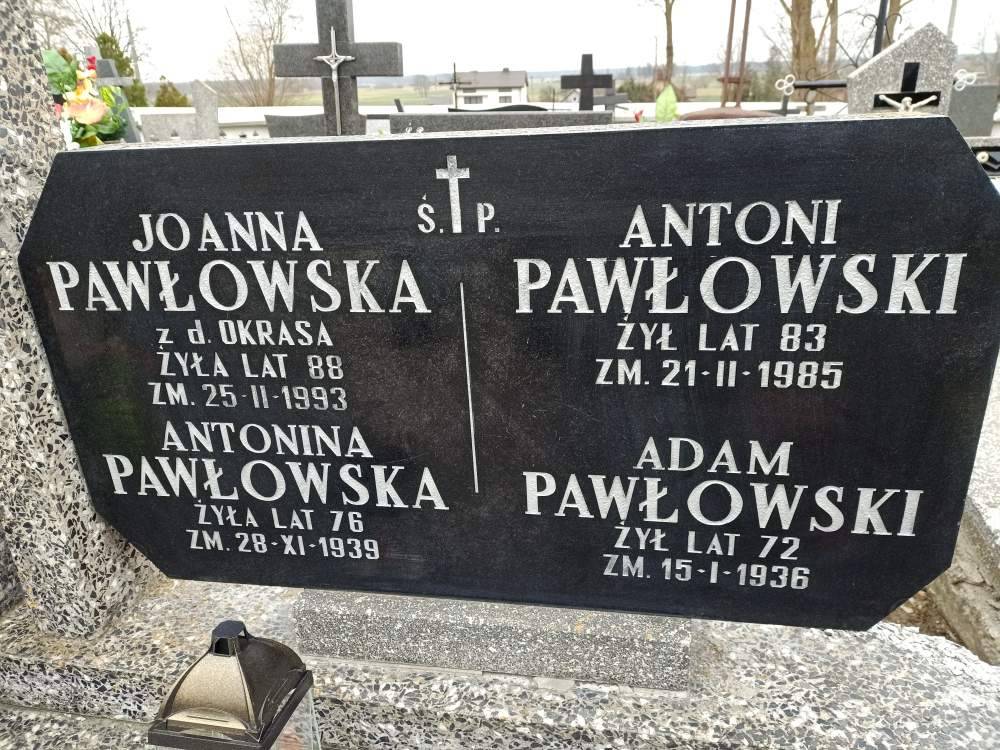 Ś. P.
JOANNA
PAWŁOWSKA
z d. OKRASA
ŻYŁA LAT 88
ZM. 25-II-1993
ANTONINA
PAWŁOWSKA
ŻYŁA LAT 76
ZM. 28-XI-1939
ANTONI
PAWŁOWSKI
ŻYŁ LAT 83
ZM. 21-II-1985
ADAM
PAWŁOWSKI
ŻYŁ LAT 72
ZM. 15-I-1936